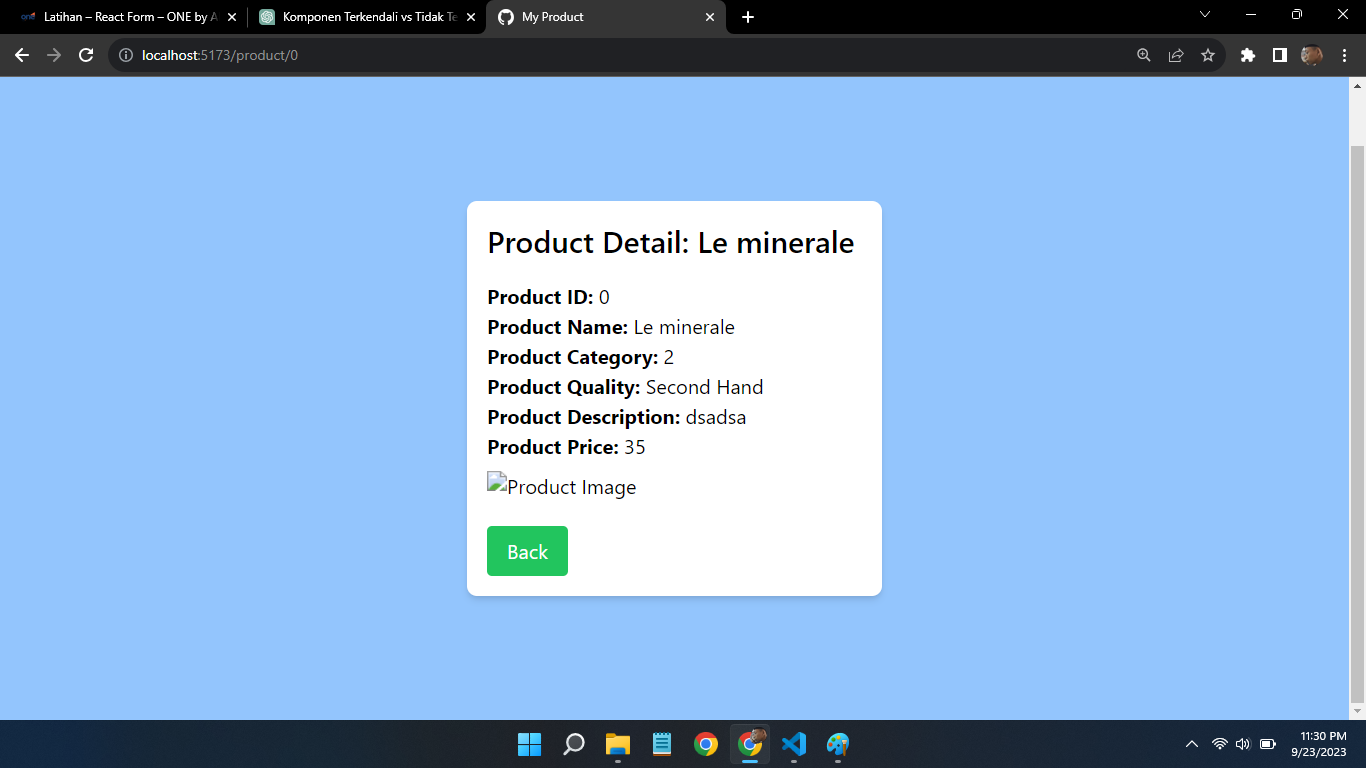 Latihan – React Form – ONE by A
Komponen Terkendali vs Tidak Te
My Product
localhost:5173/product/0
Product Detail: Le minerale
Product ID: 0
Product Name: Le minerale
Product Category: 2
Product Quality: Second Hand
Product Description: dsadsa
Product Price: 35
Product Image
Back
11:30 PM
9/23/2023